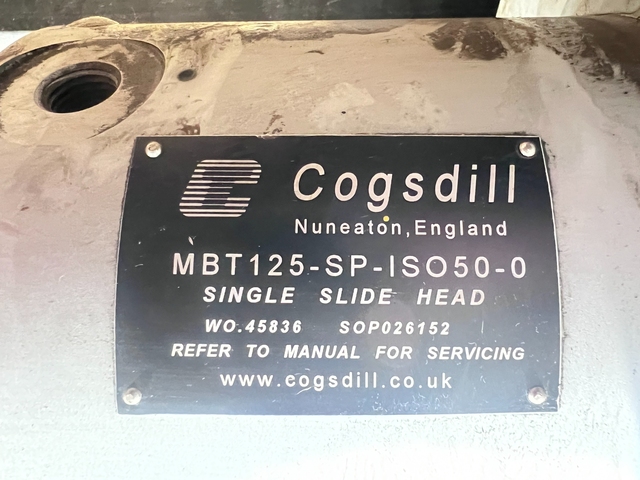 Cogsdill
Nuneaton, England
MBT125-SP-ISO50-0
SINGLE SLIDE HEAD
WO.45836 SOP026152
REFER TO MANUAL FOR SERVICING
www.cogsdill.co.uk